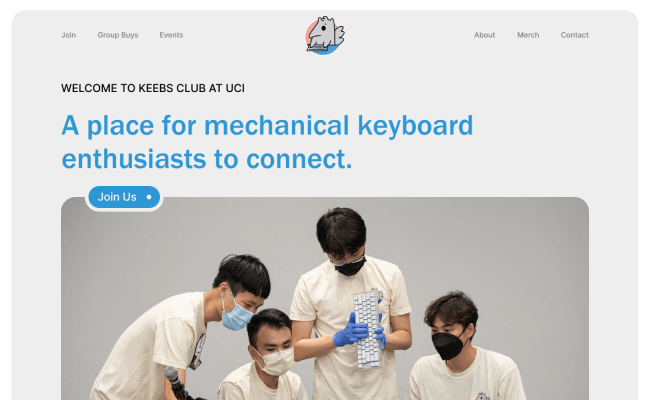 Join
Group Buys
Events
About
Merch
Contact
WELCOME TO KEEBS CLUB AT UCI
A place for mechanical keyboard
enthusiasts to connect.
Join Us